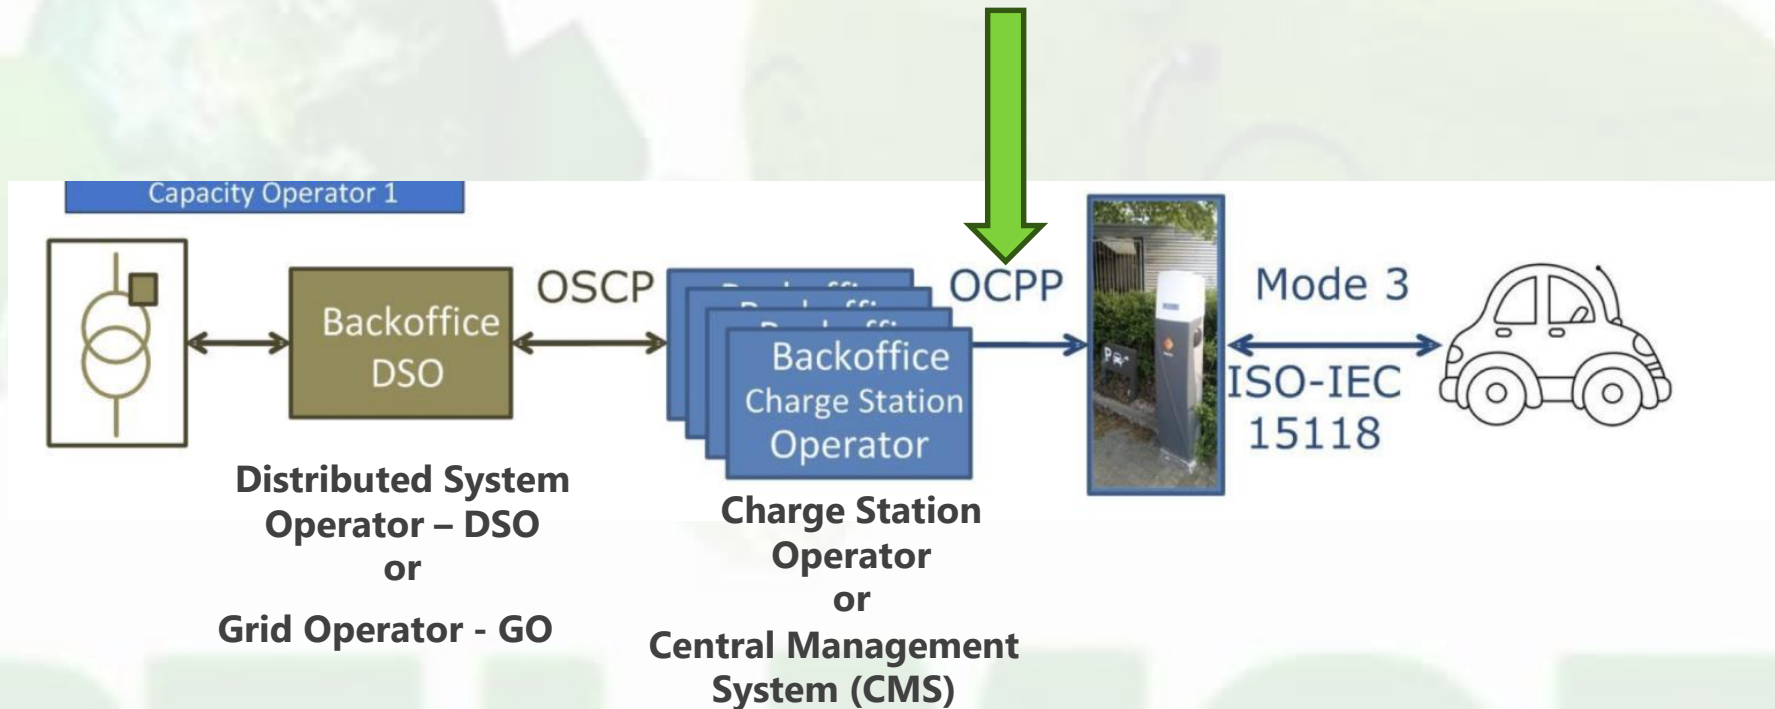 Capacity Operator 1
Backoffice
DSO
OSCP
Backoffice
Charge Station
Operator
OCPP
P
Mode 3
ISO-IEC
15118
Distributed System
Operator – DSO
or
Grid Operator - GO
Charge Station
Operator
or
Central Management
System (CMS)